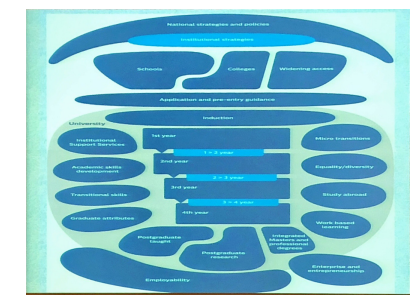 National strategies and policies
Institutional strategies
Schools
Colleges
Widening access
Application and pre-entry guidance
Induction
University
1st year
1 > 2 year
2nd year
2 > 3 year
3rd year
3 > 4 year
4th year
Institutional
Support Services
Academic skills
development
Transitional skills
Graduate attributes
Micro transitions
Equality/diversity
Study abroad
Work based
learning
Postgraduate
taught
Postgraduate
research
Integrated
Masters and
professional
degrees
Employability
Enterprise and
entrepreneurship